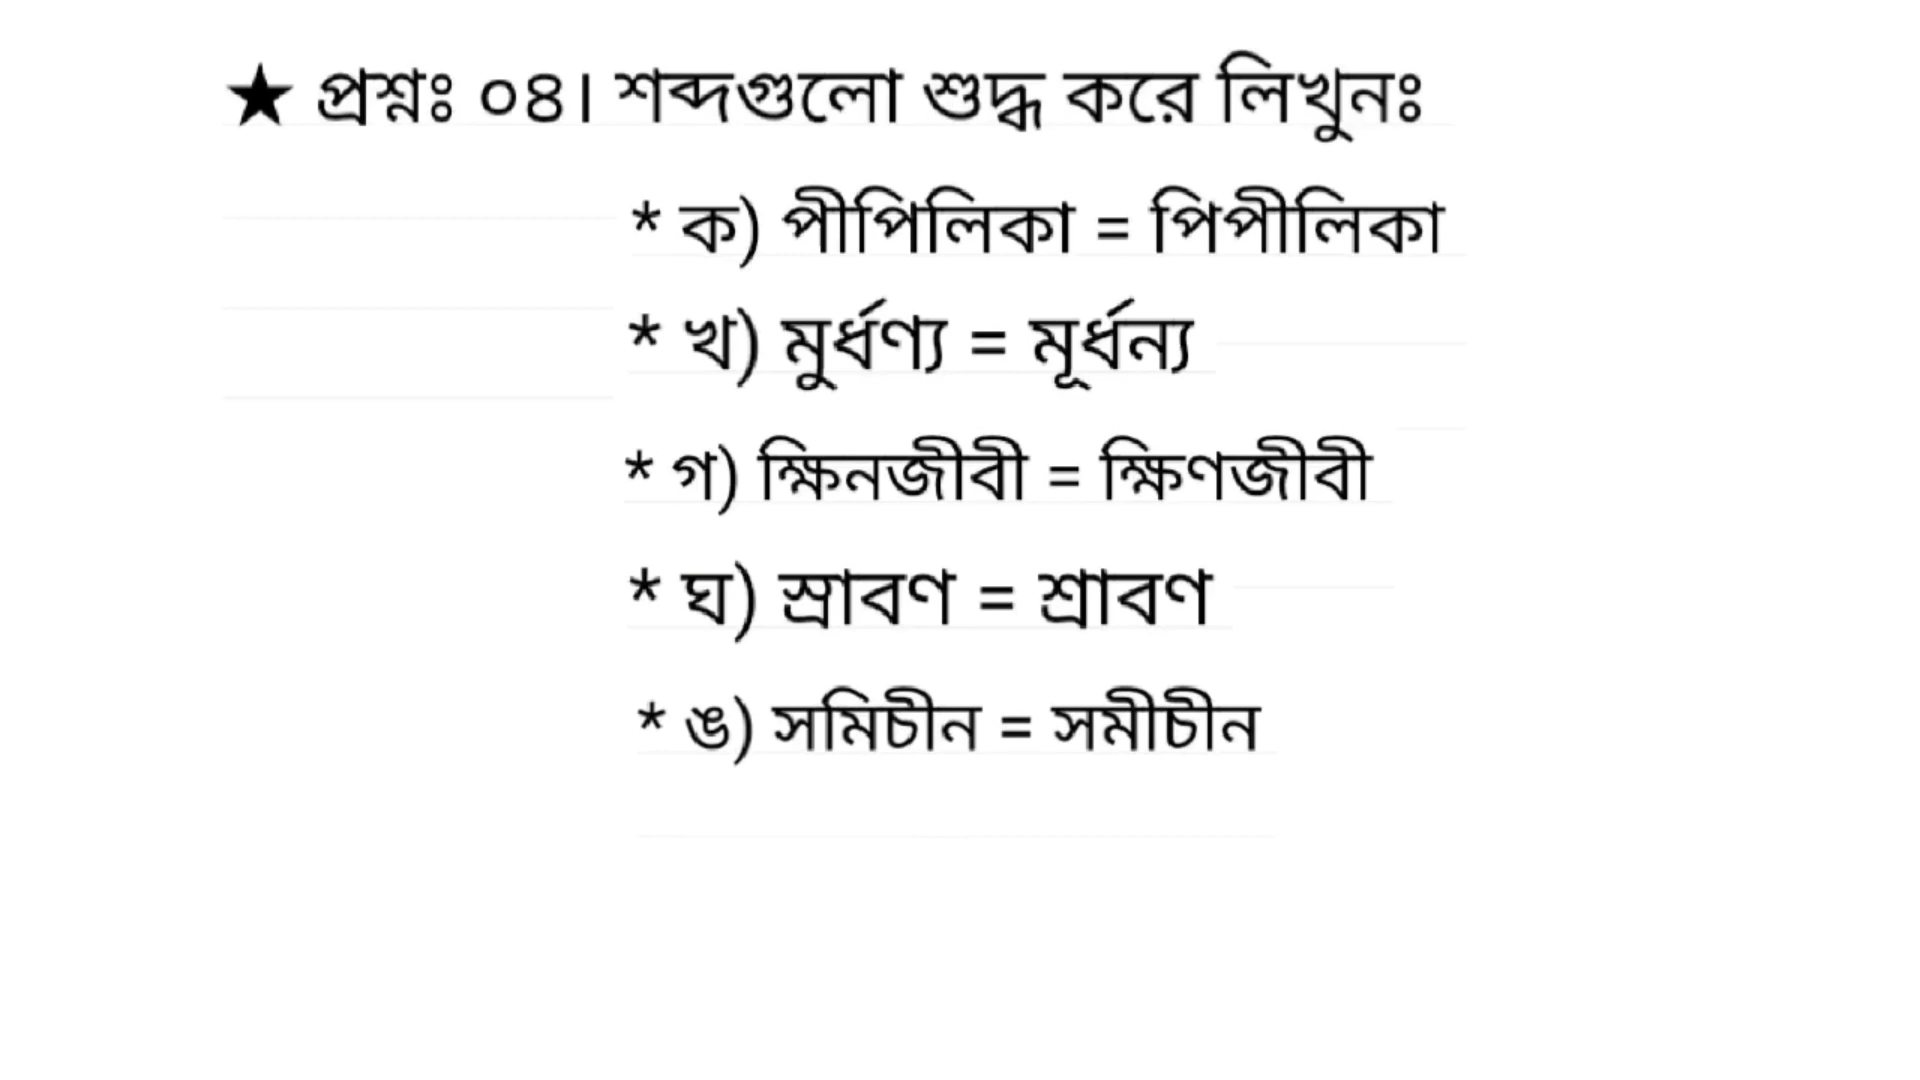 ★ প্রশ্নঃ ০৪। শব্দগুলো শুদ্ধ করে লিখুনঃ
* ক) পীপিলিকা = পিপীলিকা
* খ) মুর্ধণ্য = মূর্ধন্য
* গ) ক্ষিনজীবী = ক্ষিণজীবী
* ঘ) স্রাবণ = শ্রাবণ
* ঙ) সমিচীন = সমীচীন